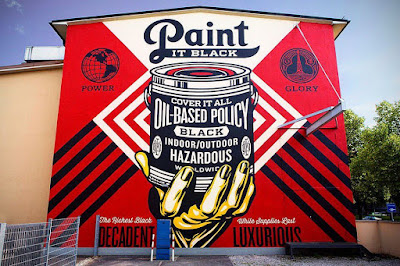 Paint
IT BLACK
POWER
GLORY
COVER IT ALL
OIL-BASED POLICY
BLACK
INDOOR/OUTDOOR
HAZARDOUS
WORLDWIDE
The Richest Black
While Supplies Last
DECADENT
LUXURIOUS